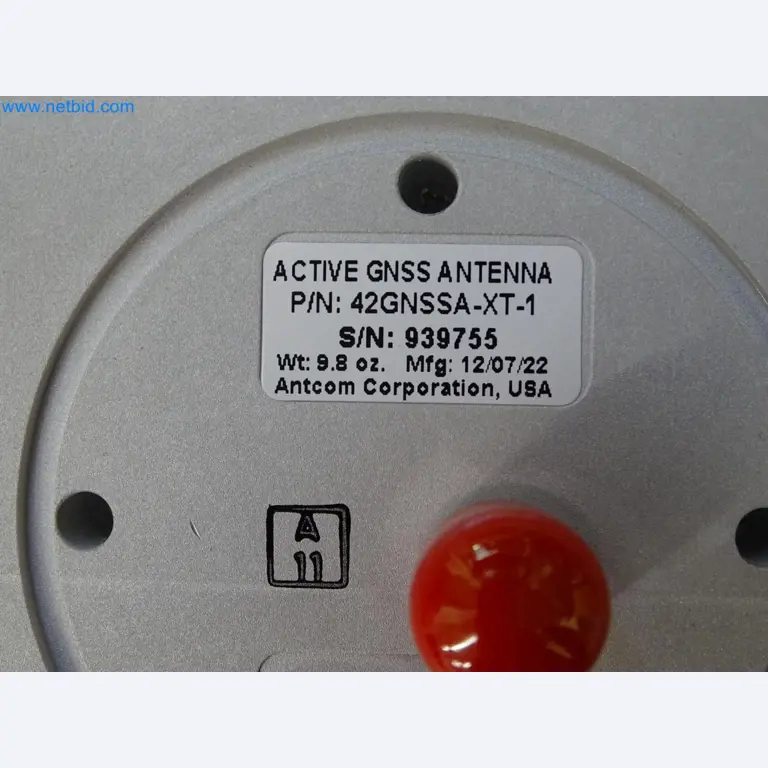 www.netbid.com
ACTIVE GNSS ANTENNA
P/N: 42GNSSA-XT-1
S/N: 939755
Wt: 9.8 oz. Mfg: 12/07/22
Antcom Corporation, USA
A
11